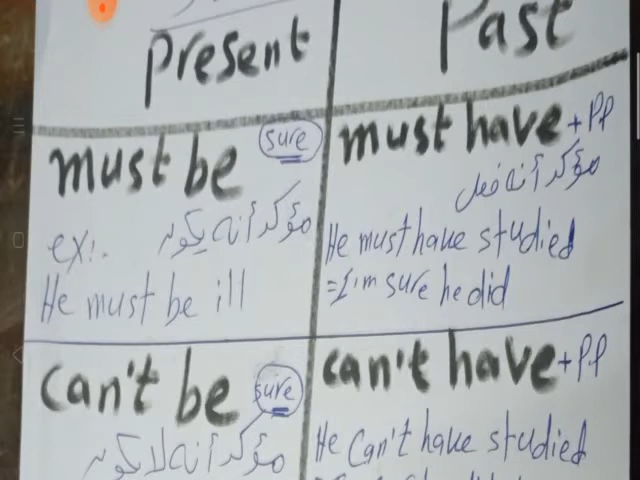 Present
Past
must be
sure
مؤكد أنه يكون
ex:.
He must be ill
must have + PP
مؤكد أنه فعل
He must have studied
=I'm sure he did
can't be
sure
مؤكد أنه لا يكون
can't have + PP
He can't have studied